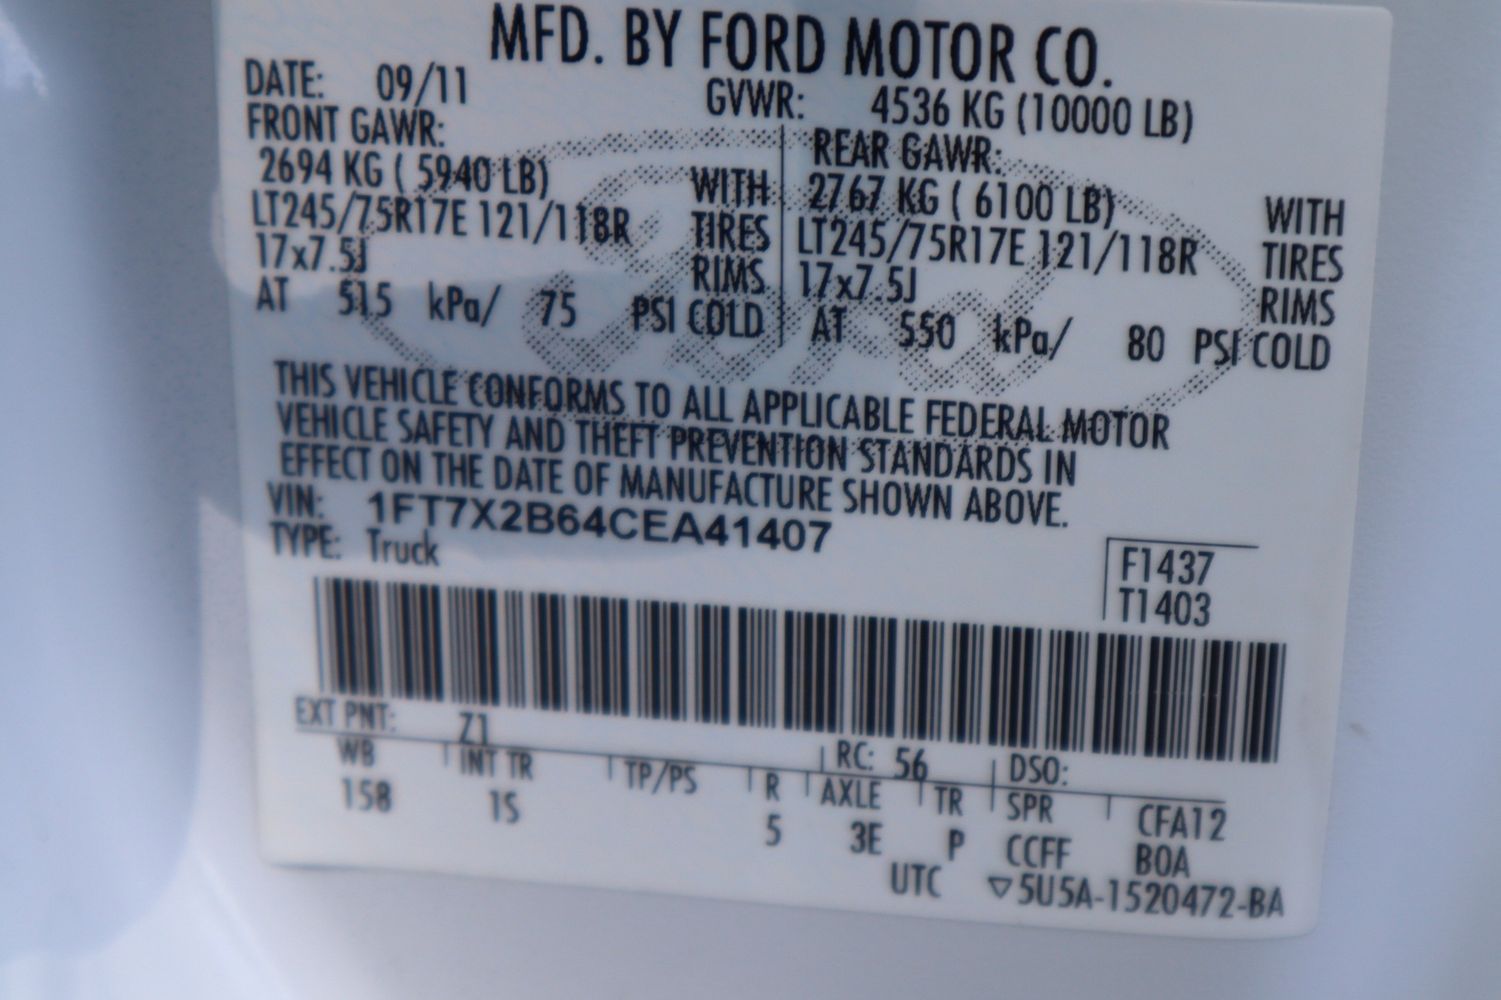 MFD. BY FORD MOTOR CO.
DATE: 09/11 GVWR: 4536 KG (10000 LB)
FRONT GAWR: REAR GAWR:
2694 KG ( 5940 LB) WITH 2767 KG ( 6100 LB) WITH
LT245/75R17E 121/118R TIRES LT245/75R17E 121/118R TIRES
17x7.5J RIMS 17x7.5J RIMS
AT 515 kPa/ 75 PSI COLD AT 550 kPa/ 80 PSI COLD
Ford
THIS VEHICLE CONFORMS TO ALL APPLICABLE FEDERAL MOTOR
VEHICLE SAFETY AND THEFT PREVENTION STANDARDS IN
EFFECT ON THE DATE OF MANUFACTURE SHOWN ABOVE.
VIN: 1FT7X2B64CEA41407
TYPE: Truck
F1437
T1403
EXT PNT: Z1 RC: 56 DSO:
WB INT TR TP/PS R AXLE TR SPR CFA12
158 1S 5 3E P CCFF BOA
UTC ▽5U5A-1520472-BA